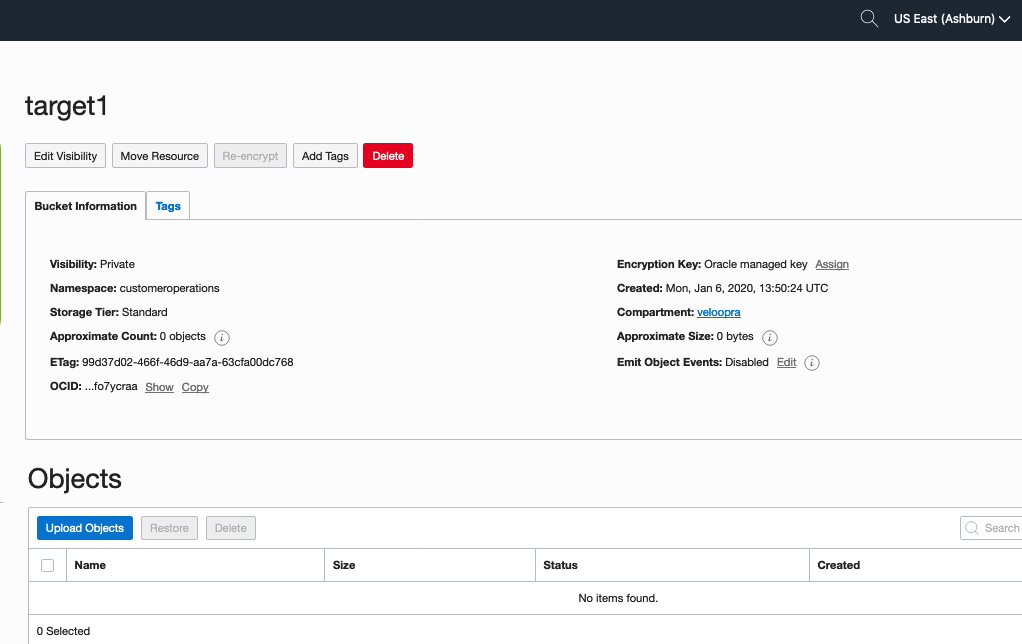 US East (Ashburn)
target1
Edit Visibility Move Resource Re-encrypt Add Tags Delete
Bucket Information Tags
Visibility: Private
Encryption Key: Oracle managed key Assign
Namespace: customeroperations
Created: Mon, Jan 6, 2020, 13:50:24 UTC
Storage Tier: Standard
Compartment: veloopra
Approximate Count: 0 objects i
Approximate Size: 0 bytes i
ETag: 99d37d02-466f-46d9-aa7a-63cfa00dc768
Emit Object Events: Disabled Edit i
OCID: ...fo7ycraa Show Copy
Objects
Upload Objects Restore Delete Search
Name Size Status Created
No items found.
0 Selected